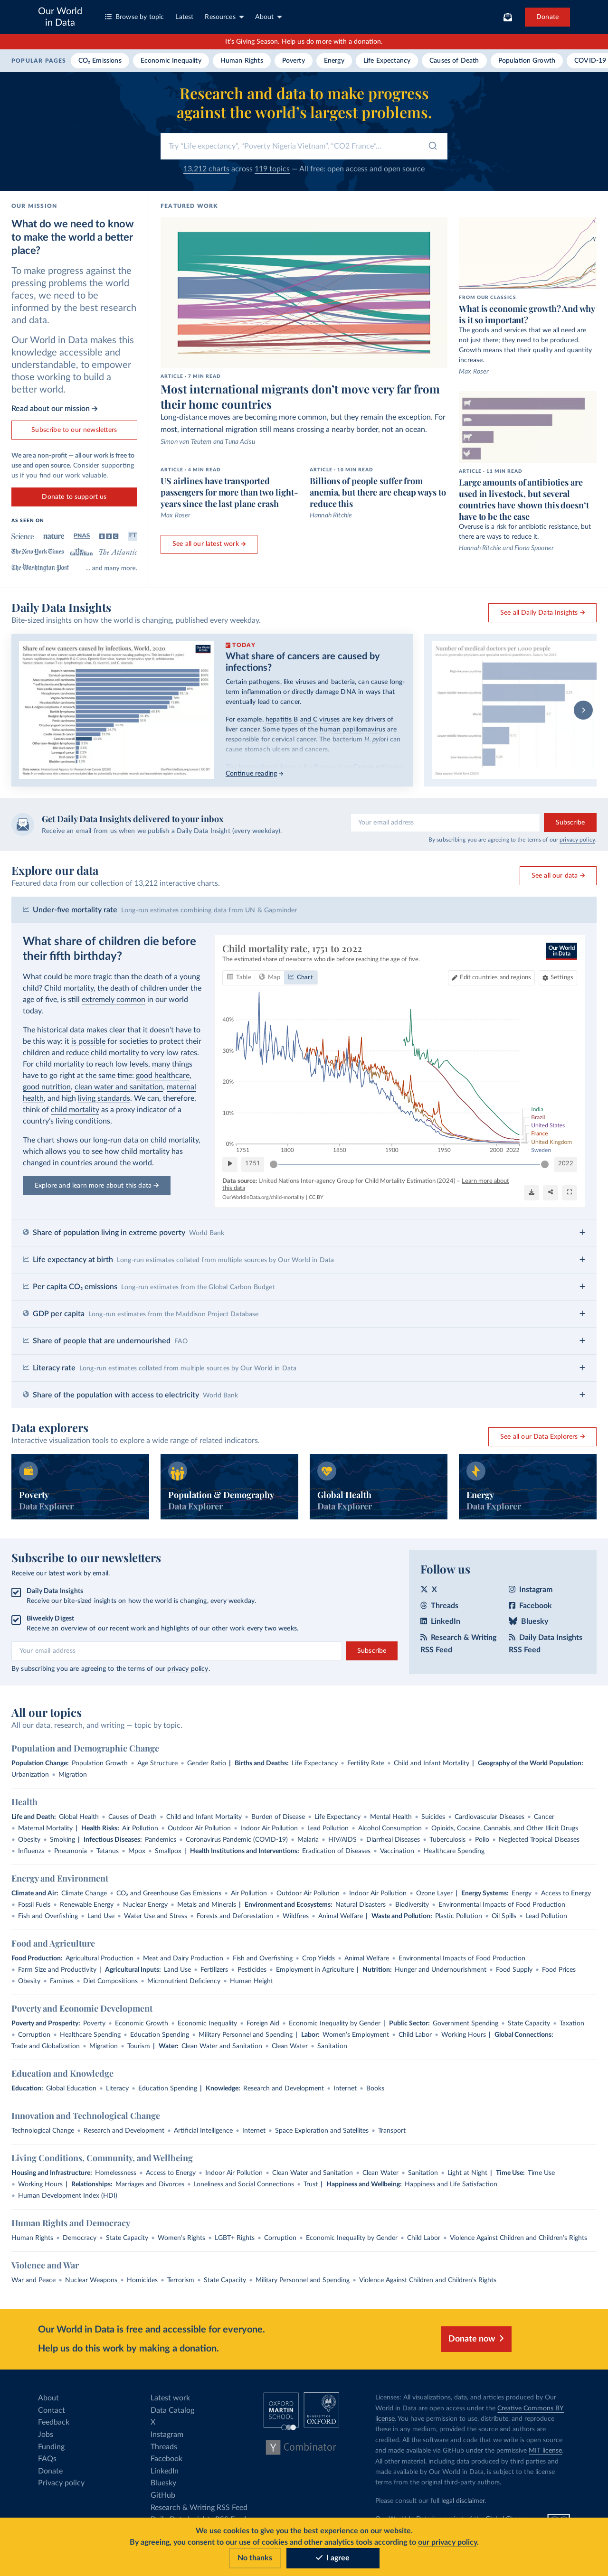 Our World
in Data
Browse by topic
Latest
Resources
About
Donate
It's Giving Season. Help us do more with a donation.
POPULAR PAGES
CO₂ Emissions
Economic Inequality
Human Rights
Poverty
Energy
Life Expectancy
Causes of Death
Population Growth
COVID-19
Research and data to make progress
against the world's largest problems.
Try "Life expectancy", "Poverty Nigeria Vietnam", "CO2 France"...
13,212 charts across 119 topics — All free: open access and open source
OUR MISSION
What do we need to know
to make the world a better
place?
To make progress against the
pressing problems the world
faces, we need to be
informed by the best research
and data.
Our World in Data makes this
knowledge accessible and
understandable, to empower
those working to build a
better world.
Read about our mission →
Subscribe to our newsletters
We are a non-profit — all our work is free to
use and open source. Consider supporting
us if you find our work valuable.
Donate to support us
AS SEEN ON
Science
nature
PNAS
BBC
FT
The New York Times
The Guardian
The Atlantic
The Washington Post
... and many more.
FEATURED WORK
ARTICLE · 7 MIN READ
Most international migrants don't move very far from
their home countries
Long-distance moves are becoming more common, but they remain the exception. For
most, international migration still means crossing a nearby border, not an ocean.
Simon van Teutem and Tuna Acisu
ARTICLE · 4 MIN READ
US airlines have transported
passengers for more than two light-
years since the last plane crash
Max Roser
ARTICLE · 10 MIN READ
Billions of people suffer from
anemia, but there are cheap ways to
reduce this
Hannah Ritchie
See all our latest work →
FROM OUR CLASSICS
What is economic growth? And why
is it so important?
The goods and services that we all need are
not just there; they need to be produced.
Growth means that their quality and quantity
increase.
Max Roser
ARTICLE · 11 MIN READ
Large amounts of antibiotics are
used in livestock, but several
countries have shown this doesn't
have to be the case
Overuse is a risk for antibiotic resistance, but
there are ways to reduce it.
Hannah Ritchie and Fiona Spooner
Daily Data Insights
Bite-sized insights on how the world is changing, published every weekday.
See all Daily Data Insights →
Share of new cancers caused by infections, World, 2020
TODAY
What share of cancers are caused by
infections?
Certain pathogens, like viruses and bacteria, can cause long-
term inflammation or directly damage DNA in ways that
eventually lead to cancer.
For example, hepatitis B and C viruses are key drivers of
liver cancer. Some types of the human papillomavirus are
responsible for cervical cancer. The bacterium H. pylori can
cause stomach ulcers and cancers.
Continue reading →
Number of medical doctors per 1,000 people
Get Daily Data Insights delivered to your inbox
Receive an email from us when we publish a Daily Data Insight (every weekday).
Your email address
Subscribe
By subscribing you are agreeing to the terms of our privacy policy.
Explore our data
Featured data from our collection of 13,212 interactive charts.
See all our data →
Under-five mortality rate Long-run estimates combining data from UN & Gapminder
What share of children die before
their fifth birthday?
What could be more tragic than the death of a young
child? Child mortality, the death of children under the
age of five, is still extremely common in our world
today.
The historical data makes clear that it doesn't have to
be this way: it is possible for societies to protect their
children and reduce child mortality to very low rates.
For child mortality to reach low levels, many things
have to go right at the same time: good healthcare,
good nutrition, clean water and sanitation, maternal
health, and high living standards. We can, therefore,
think of child mortality as a proxy indicator of a
country's living conditions.
The chart shows our long-run data on child mortality,
which allows you to see how child mortality has
changed in countries around the world.
Explore and learn more about this data →
Child mortality rate, 1751 to 2022
The estimated share of newborns who die before reaching the age of five.
Our World
in Data
Table
Map
Chart
Edit countries and regions
Settings
40%
30%
20%
10%
0%
1751
1800
1850
1900
1950
2000
2022
India
Brazil
United States
France
United Kingdom
Sweden
1751
2022
Data source: United Nations Inter-agency Group for Child Mortality Estimation (2024) – Learn more about
this data
OurWorldinData.org/child-mortality | CC BY
Share of population living in extreme poverty World Bank
Life expectancy at birth Long-run estimates collated from multiple sources by Our World in Data
Per capita CO₂ emissions Long-run estimates from the Global Carbon Budget
GDP per capita Long-run estimates from the Maddison Project Database
Share of people that are undernourished FAO
Literacy rate Long-run estimates collated from multiple sources by Our World in Data
Share of the population with access to electricity World Bank
Data explorers
Interactive visualization tools to explore a wide range of related indicators.
See all our Data Explorers →
Poverty
Data Explorer
Population & Demography
Data Explorer
Global Health
Data Explorer
Energy
Data Explorer
Subscribe to our newsletters
Receive our latest work by email.
Daily Data Insights
Receive our bite-sized insights on how the world is changing, every weekday.
Biweekly Digest
Receive an overview of our recent work and highlights of our other work every two weeks.
Your email address
Subscribe
By subscribing you are agreeing to the terms of our privacy policy.
Follow us
X
Instagram
Threads
Facebook
LinkedIn
Bluesky
Research & Writing
RSS Feed
Daily Data Insights
RSS Feed
All our topics
All our data, research, and writing — topic by topic.
Population and Demographic Change
Population Change: Population Growth • Age Structure • Gender Ratio | Births and Deaths: Life Expectancy • Fertility Rate • Child and Infant Mortality | Geography of the World Population:
Urbanization • Migration
Health
Life and Death: Global Health • Causes of Death • Child and Infant Mortality • Burden of Disease • Life Expectancy • Mental Health • Suicides • Cardiovascular Diseases • Cancer
• Maternal Mortality | Health Risks: Air Pollution • Outdoor Air Pollution • Indoor Air Pollution • Lead Pollution • Alcohol Consumption • Opioids, Cocaine, Cannabis, and Other Illicit Drugs
• Obesity • Smoking | Infectious Diseases: Pandemics • Coronavirus Pandemic (COVID-19) • Malaria • HIV/AIDS • Diarrheal Diseases • Tuberculosis • Polio • Neglected Tropical Diseases
• Influenza • Pneumonia • Tetanus • Mpox • Smallpox | Health Institutions and Interventions: Eradication of Diseases • Vaccination • Healthcare Spending
Energy and Environment
Climate and Air: Climate Change • CO₂ and Greenhouse Gas Emissions • Air Pollution • Outdoor Air Pollution • Indoor Air Pollution • Ozone Layer | Energy Systems: Energy • Access to Energy
• Fossil Fuels • Renewable Energy • Nuclear Energy • Metals and Minerals | Environment and Ecosystems: Natural Disasters • Biodiversity • Environmental Impacts of Food Production
• Fish and Overfishing • Land Use • Water Use and Stress • Forests and Deforestation • Wildfires • Animal Welfare | Waste and Pollution: Plastic Pollution • Oil Spills • Lead Pollution
Food and Agriculture
Food Production: Agricultural Production • Meat and Dairy Production • Fish and Overfishing • Crop Yields • Animal Welfare • Environmental Impacts of Food Production
• Farm Size and Productivity | Agricultural Inputs: Land Use • Fertilizers • Pesticides • Employment in Agriculture | Nutrition: Hunger and Undernourishment • Food Supply • Food Prices
• Obesity • Famines • Diet Compositions • Micronutrient Deficiency • Human Height
Poverty and Economic Development
Poverty and Prosperity: Poverty • Economic Growth • Economic Inequality • Foreign Aid • Economic Inequality by Gender | Public Sector: Government Spending • State Capacity • Taxation
• Corruption • Healthcare Spending • Education Spending • Military Personnel and Spending | Labor: Women's Employment • Child Labor • Working Hours | Global Connections:
Trade and Globalization • Migration • Tourism | Water: Clean Water and Sanitation • Clean Water • Sanitation
Education and Knowledge
Education: Global Education • Literacy • Education Spending | Knowledge: Research and Development • Internet • Books
Innovation and Technological Change
Technological Change • Research and Development • Artificial Intelligence • Internet • Space Exploration and Satellites • Transport
Living Conditions, Community, and Wellbeing
Housing and Infrastructure: Homelessness • Access to Energy • Indoor Air Pollution • Clean Water and Sanitation • Clean Water • Sanitation • Light at Night | Time Use: Time Use
• Working Hours | Relationships: Marriages and Divorces • Loneliness and Social Connections • Trust | Happiness and Wellbeing: Happiness and Life Satisfaction
• Human Development Index (HDI)
Human Rights and Democracy
Human Rights • Democracy • State Capacity • Women's Rights • LGBT+ Rights • Corruption • Economic Inequality by Gender • Child Labor • Violence Against Children and Children's Rights
Violence and War
War and Peace • Nuclear Weapons • Homicides • Terrorism • State Capacity • Military Personnel and Spending • Violence Against Children and Children's Rights
Our World in Data is free and accessible for everyone.
Help us do this work by making a donation.
Donate now
About
Contact
Feedback
Jobs
Funding
FAQs
Donate
Privacy policy
Latest work
Data Catalog
X
Instagram
Threads
Facebook
LinkedIn
Bluesky
GitHub
Research & Writing RSS Feed
OXFORD
MARTIN
SCHOOL
UNIVERSITY OF
OXFORD
Y Combinator
Licenses: All visualizations, data, and articles produced by Our
World in Data are open access under the Creative Commons BY
license. You have permission to use, distribute, and reproduce
these in any medium, provided the source and authors are
credited. All the software and code that we write is open source
and made available via GitHub under the permissive MIT license.
All other material, including data produced by third parties and
made available by Our World in Data, is subject to the license
terms from the original third-party authors.
Please consult our full legal disclaimer.
We use cookies to give you the best experience on our website.
By agreeing, you consent to our use of cookies and other analytics tools according to our privacy policy.
No thanks
I agree